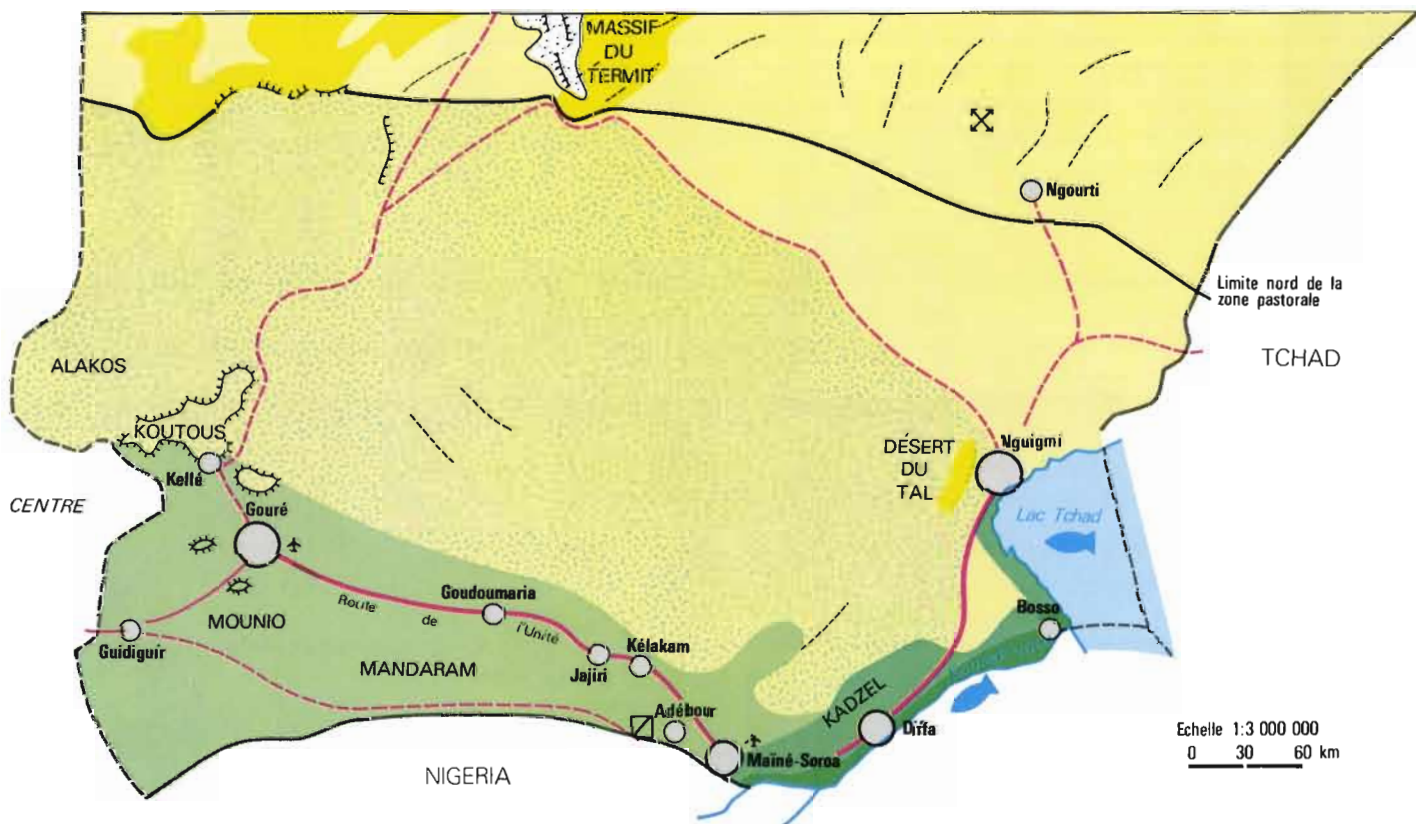 MASSIF
DU
TERMIT
Ngourti
Limite nord de la
zone pastorale
TCHAD
ALAKOS
KOUTOUS
Kellé
CENTRE
Gouré
DÉSERT
DU
TAL
Nguigmi
Lac Tchad
Route de l'Unité
Goudoumaria
Bosso
MOUNIO
Guidiguir
MANDARAM
Jajiri
Kélakam
Adébour
KADZEL
Diffa
Maïné-Soroa
NIGERIA
Echelle 1:3 000 000
0 30 60 km